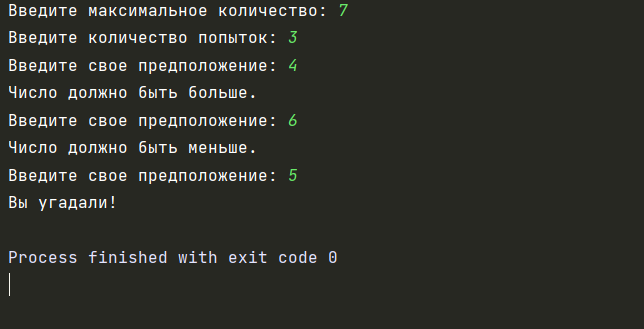 Введите максимальное количество: 7
Введите количество попыток: 3
Введите свое предположение: 4
Число должно быть больше.
Введите свое предположение: 6
Число должно быть меньше.
Введите свое предположение: 5
Вы угадали!
Process finished with exit code 0